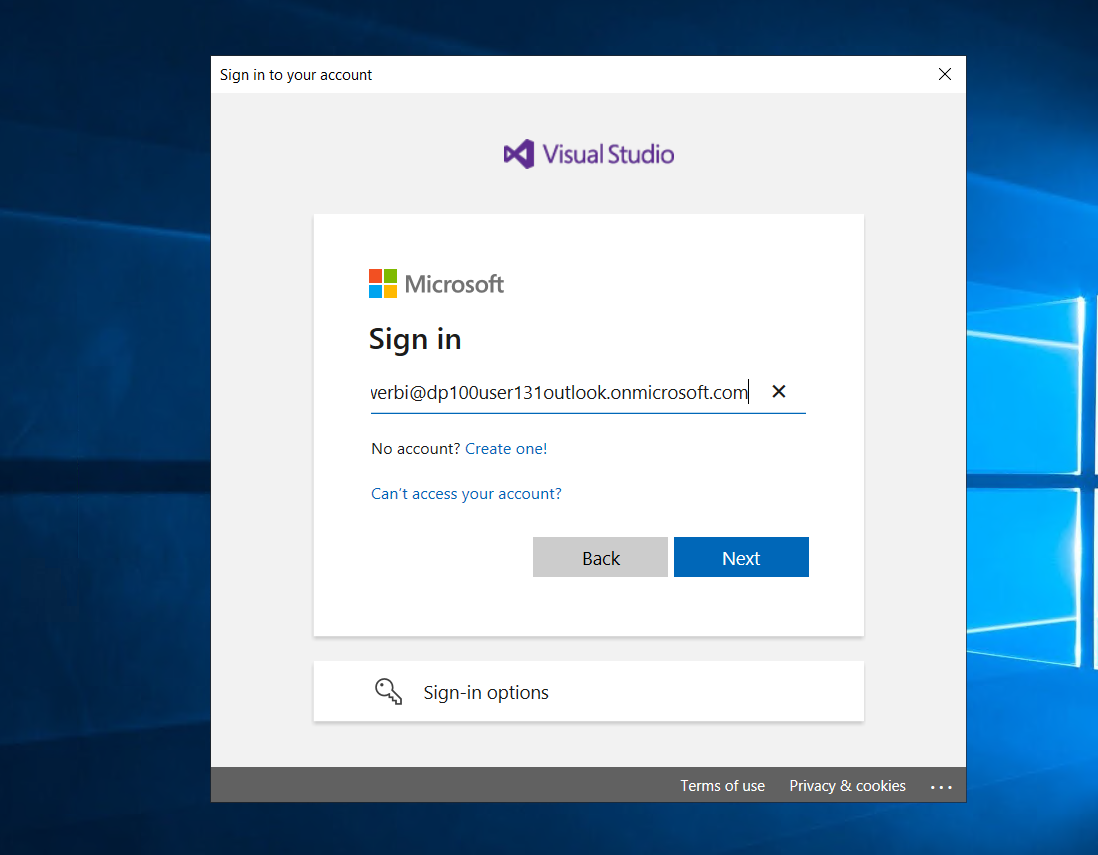 Sign in to your account
Visual Studio
Microsoft
Sign in
verbi@dp100user131outlook.onmicrosoft.com
No account? Create one!
Can't access your account?
Back Next
Sign-in options
Terms of use Privacy & cookies ...